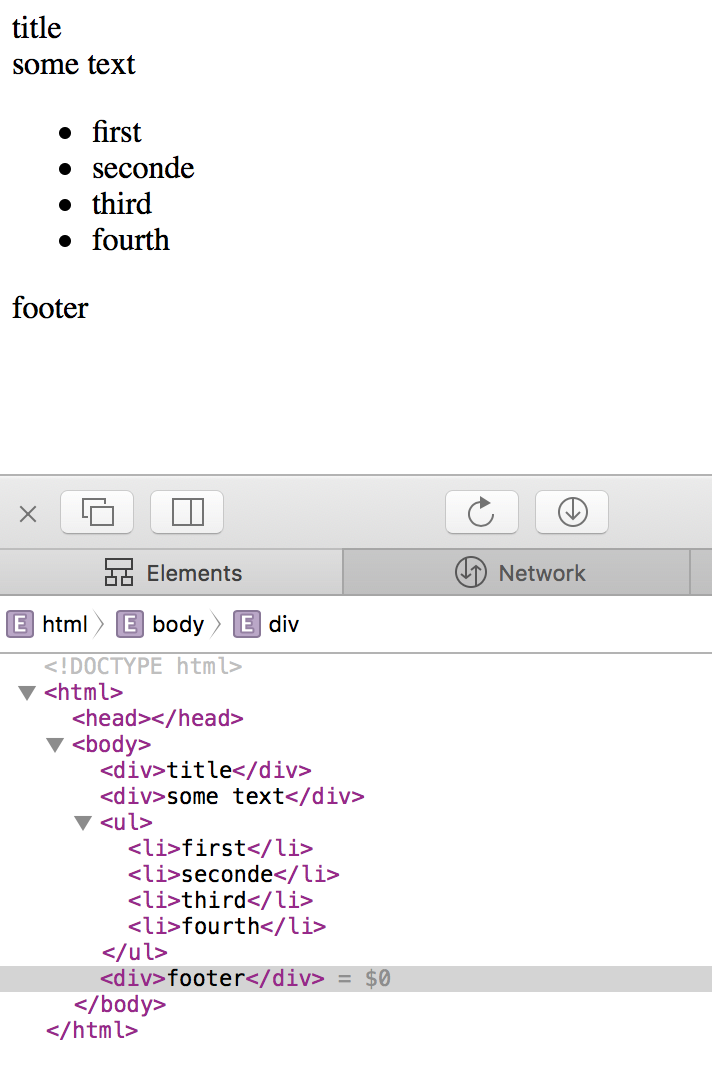 title
some text
• first
• seconde
• third
• fourth
footer
Elements
Network
E html E body E div
<!DOCTYPE html>
<html>
<head></head>
<body>
<div>title</div>
<div>some text</div>
<ul>
<li>first</li>
<li>seconde</li>
<li>third</li>
<li>fourth</li>
</ul>
<div>footer</div> = $0
</body>
</html>